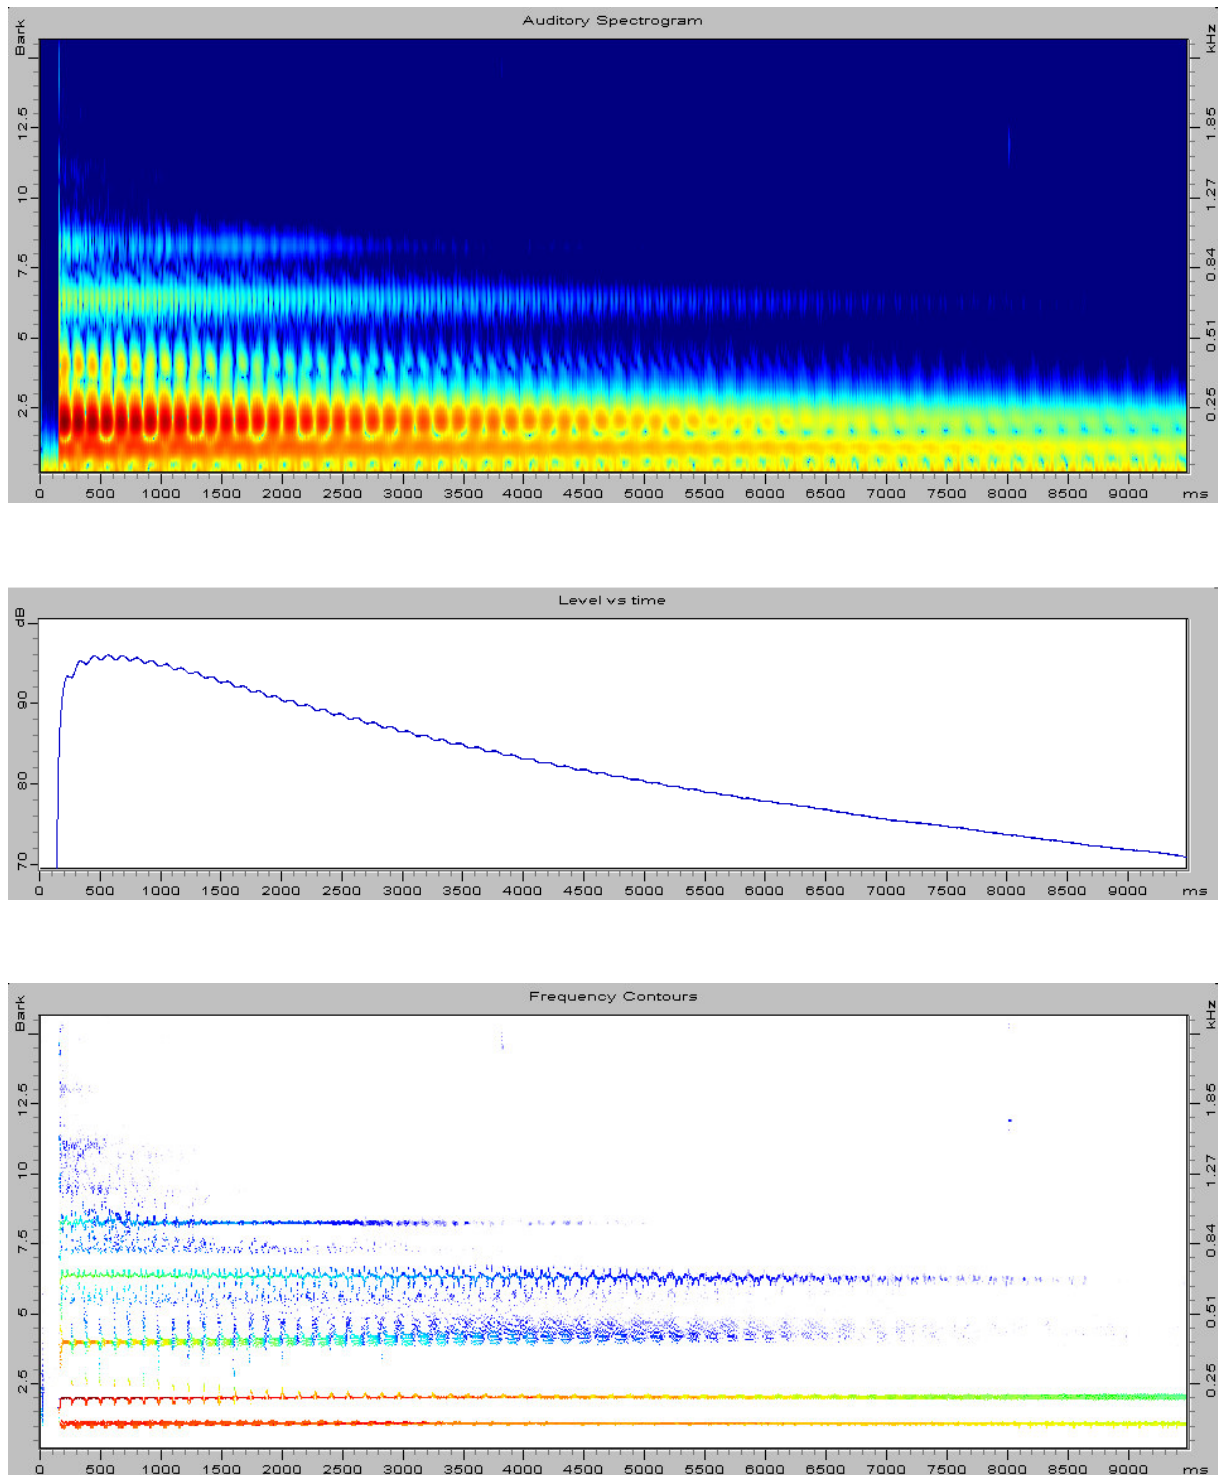 Auditory Spectrogram
Bark
kHz
12.5
1.85
10
1.27
7.5
0.84
5
0.51
2.5
0.25
0 500 1000 1500 2000 2500 3000 3500 4000 4500 5000 5500 6000 6500 7000 7500 8000 8500 9000 ms
Level vs time
dB
90
80
70
0 500 1000 1500 2000 2500 3000 3500 4000 4500 5000 5500 6000 6500 7000 7500 8000 8500 9000 ms
Frequency Contours
Bark
kHz
12.5
1.85
10
1.27
7.5
0.84
5
0.51
2.5
0.25
0 500 1000 1500 2000 2500 3000 3500 4000 4500 5000 5500 6000 6500 7000 7500 8000 8500 9000 ms